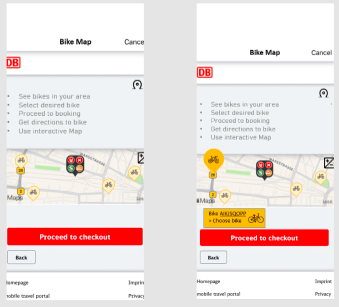 Bike Map Cance
DB
• See bikes in your area
• Select desired bike
• Proceed to booking
• Get directions to bike
• Use interactive Map
Maps
Proceed to checkout
Back
Homepage Imprin
mobile travel portal Privacy
Bike Map Cancel
DB
• See bikes in your area
• Select desired bike
• Proceed to booking
• Get directions to bike
• Use interactive Map
Maps
Bike
> Choose bike
Proceed to checkout
Back
Homepage Imprint
mobile travel portal Privacy